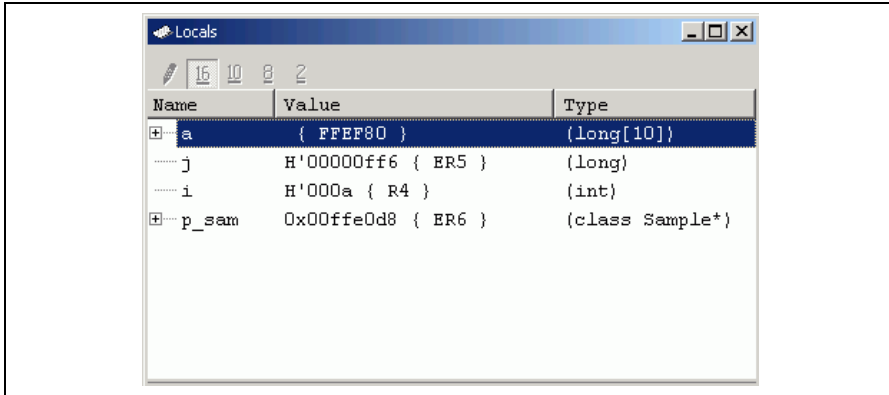 Locals
16 10 8 2
Name Value Type
a { FFEF80 } (long[10])
j H'00000ff6 { ER5 } (long)
i H'000a { R4 } (int)
p_sam 0x00ffe0d8 { ER6 } (class Sample*)